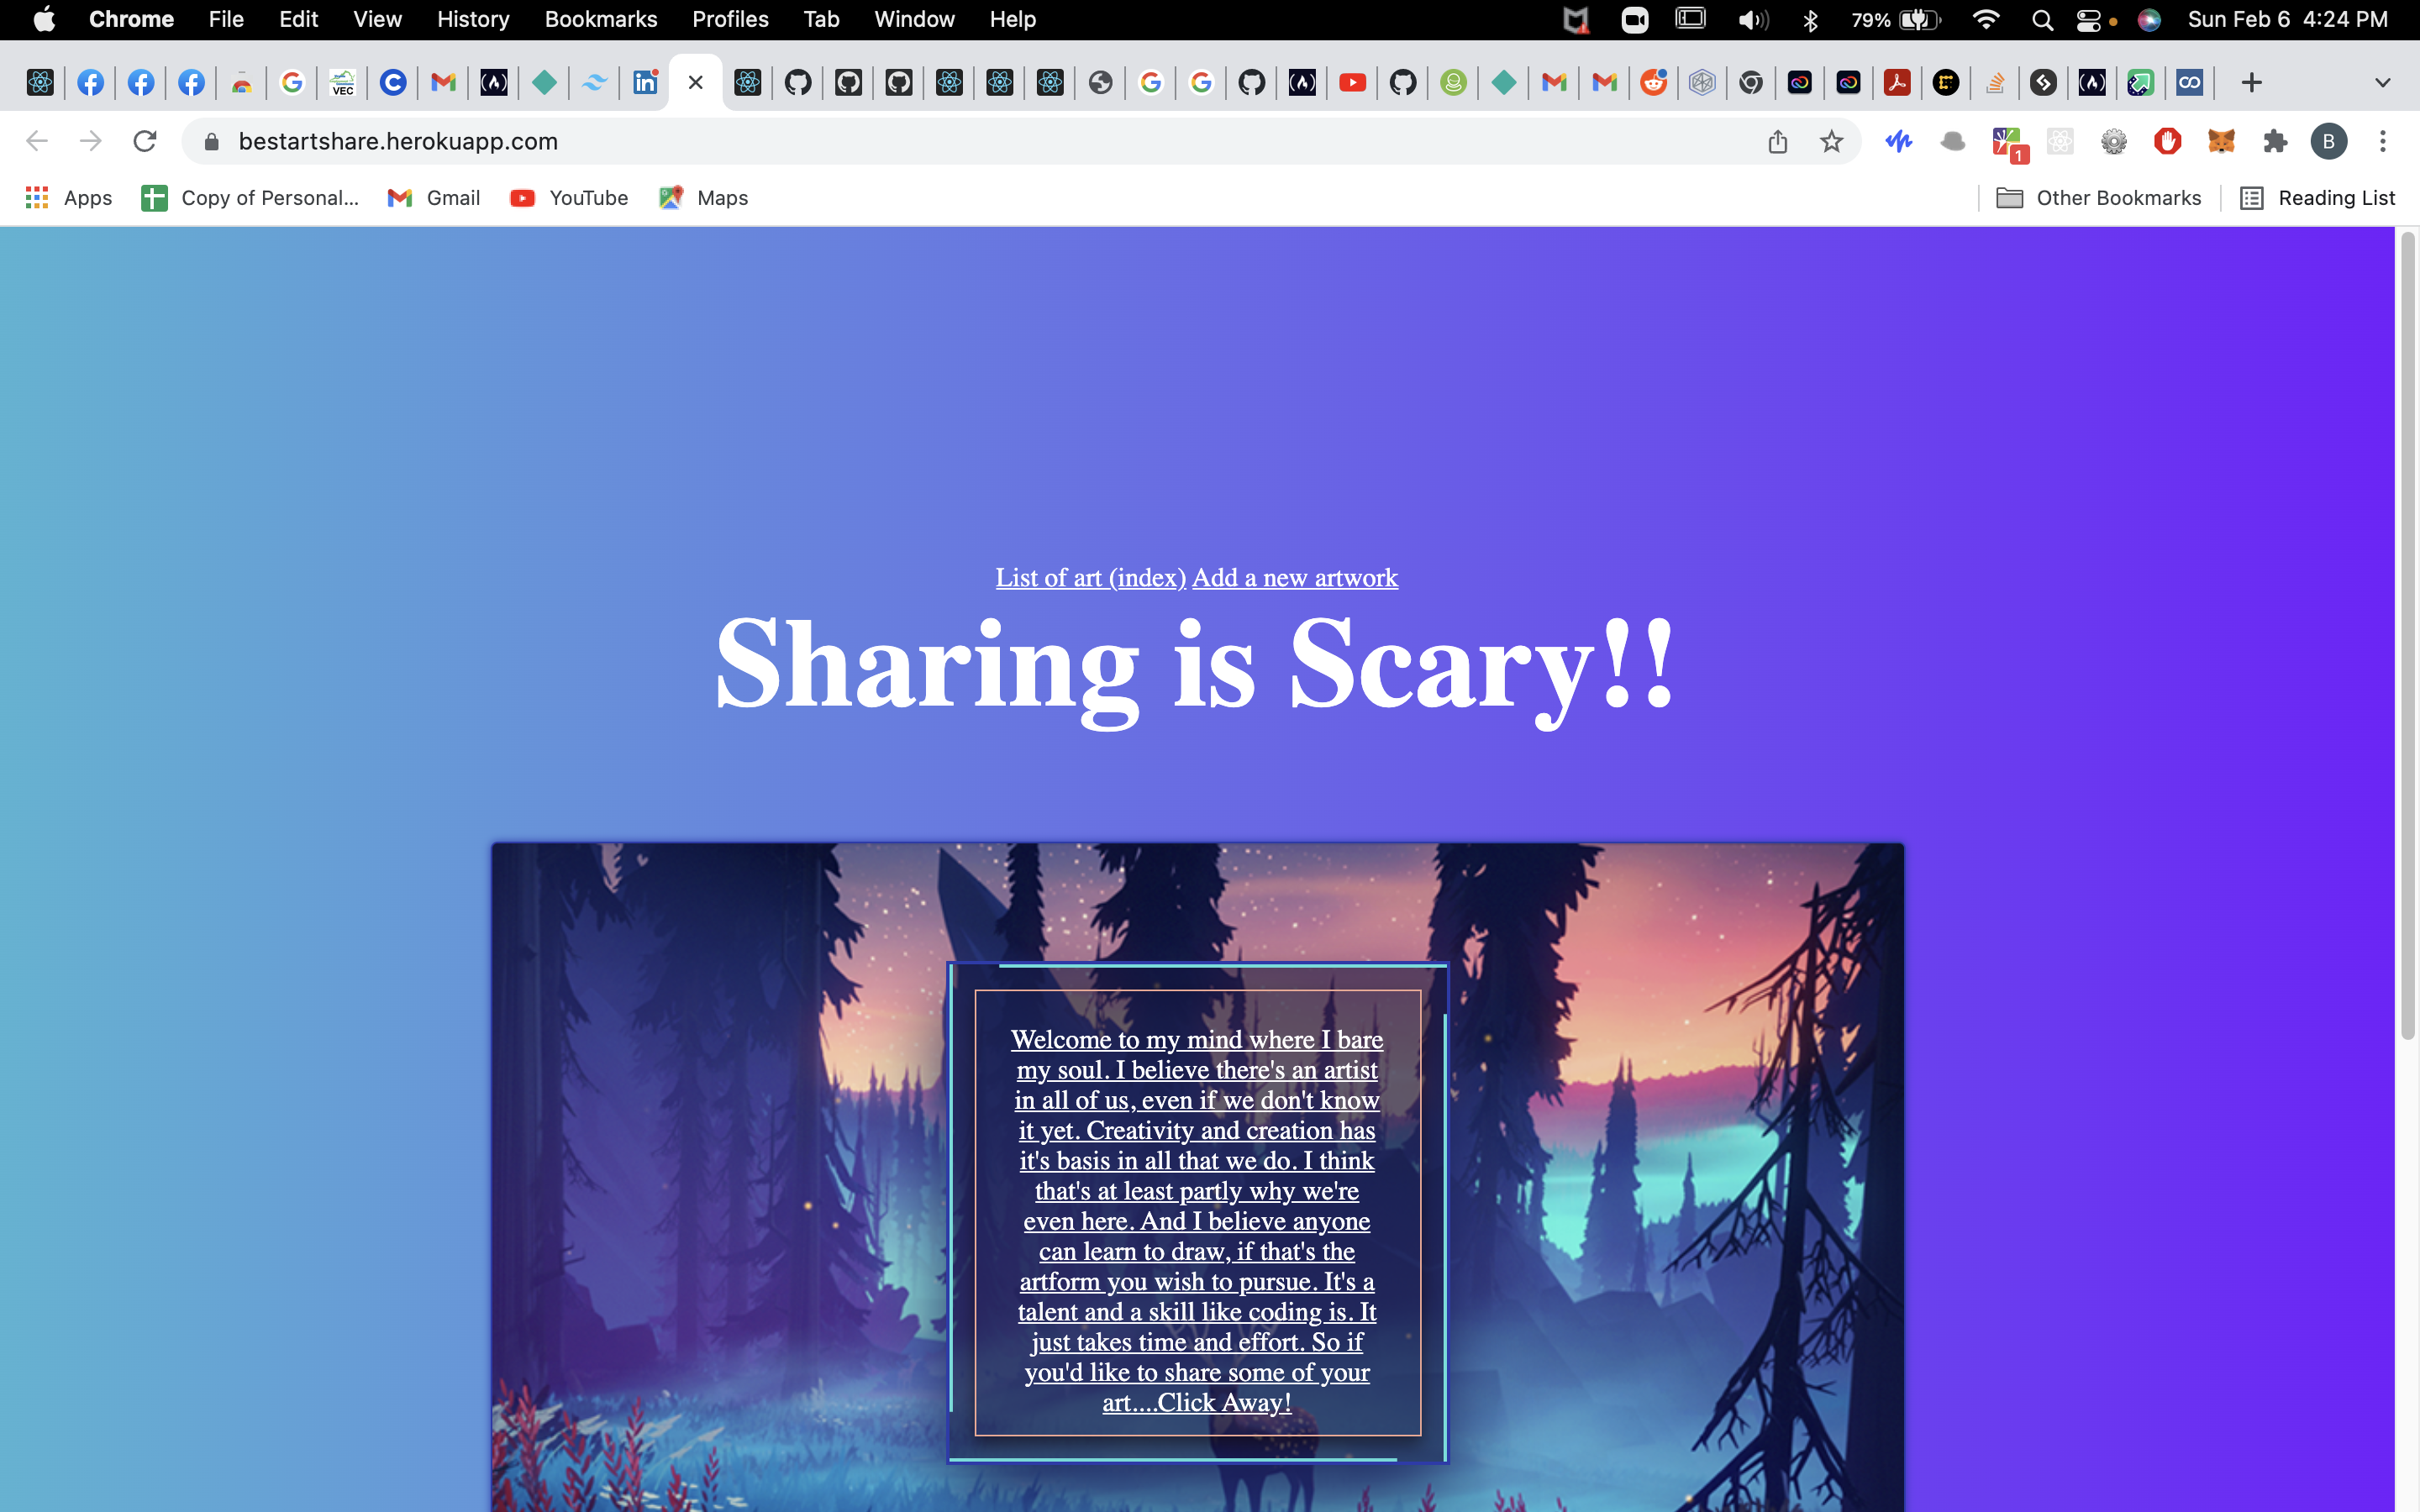 Chrome File Edit View History Bookmarks Profiles Tab Window Help 79% Sun Feb 6 4:24 PM
VEC
bestartshare.herokuapp.com 1 B
Apps Copy of Personal... Gmail YouTube Maps Other Bookmarks Reading List
List of art (index) Add a new artwork
Sharing is Scary!!
Welcome to my mind where I bare
my soul. I believe there's an artist
in all of us, even if we don't know
it yet. Creativity and creation has
it's basis in all that we do. I think
that's at least partly why we're
even here. And I believe anyone
can learn to draw, if that's the
artform you wish to pursue. It's a
talent and a skill like coding is. It
just takes time and effort. So if
you'd like to share some of your
art....Click Away!